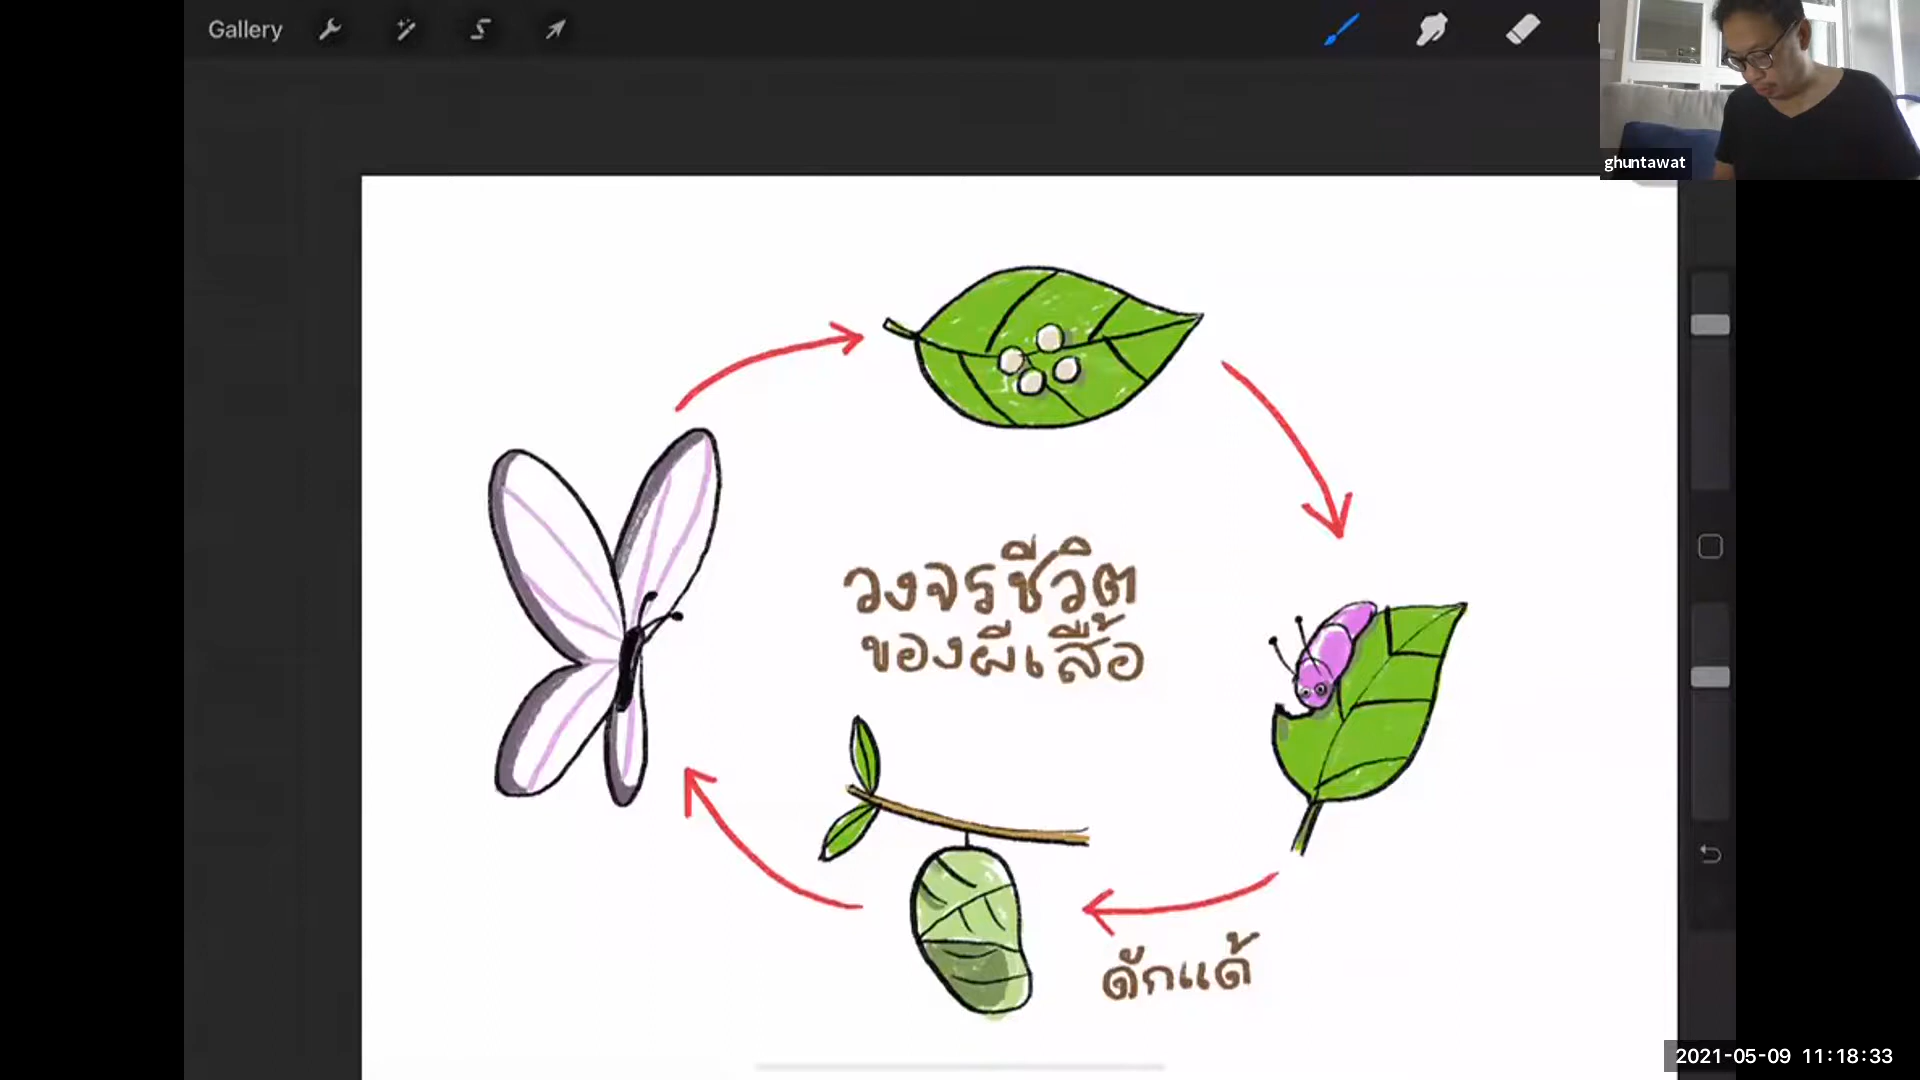 Gallery
ghuntawat
วงจรชีวิต
ของผีเสื้อ
ดักแด้
2021-05-09 11:18:33